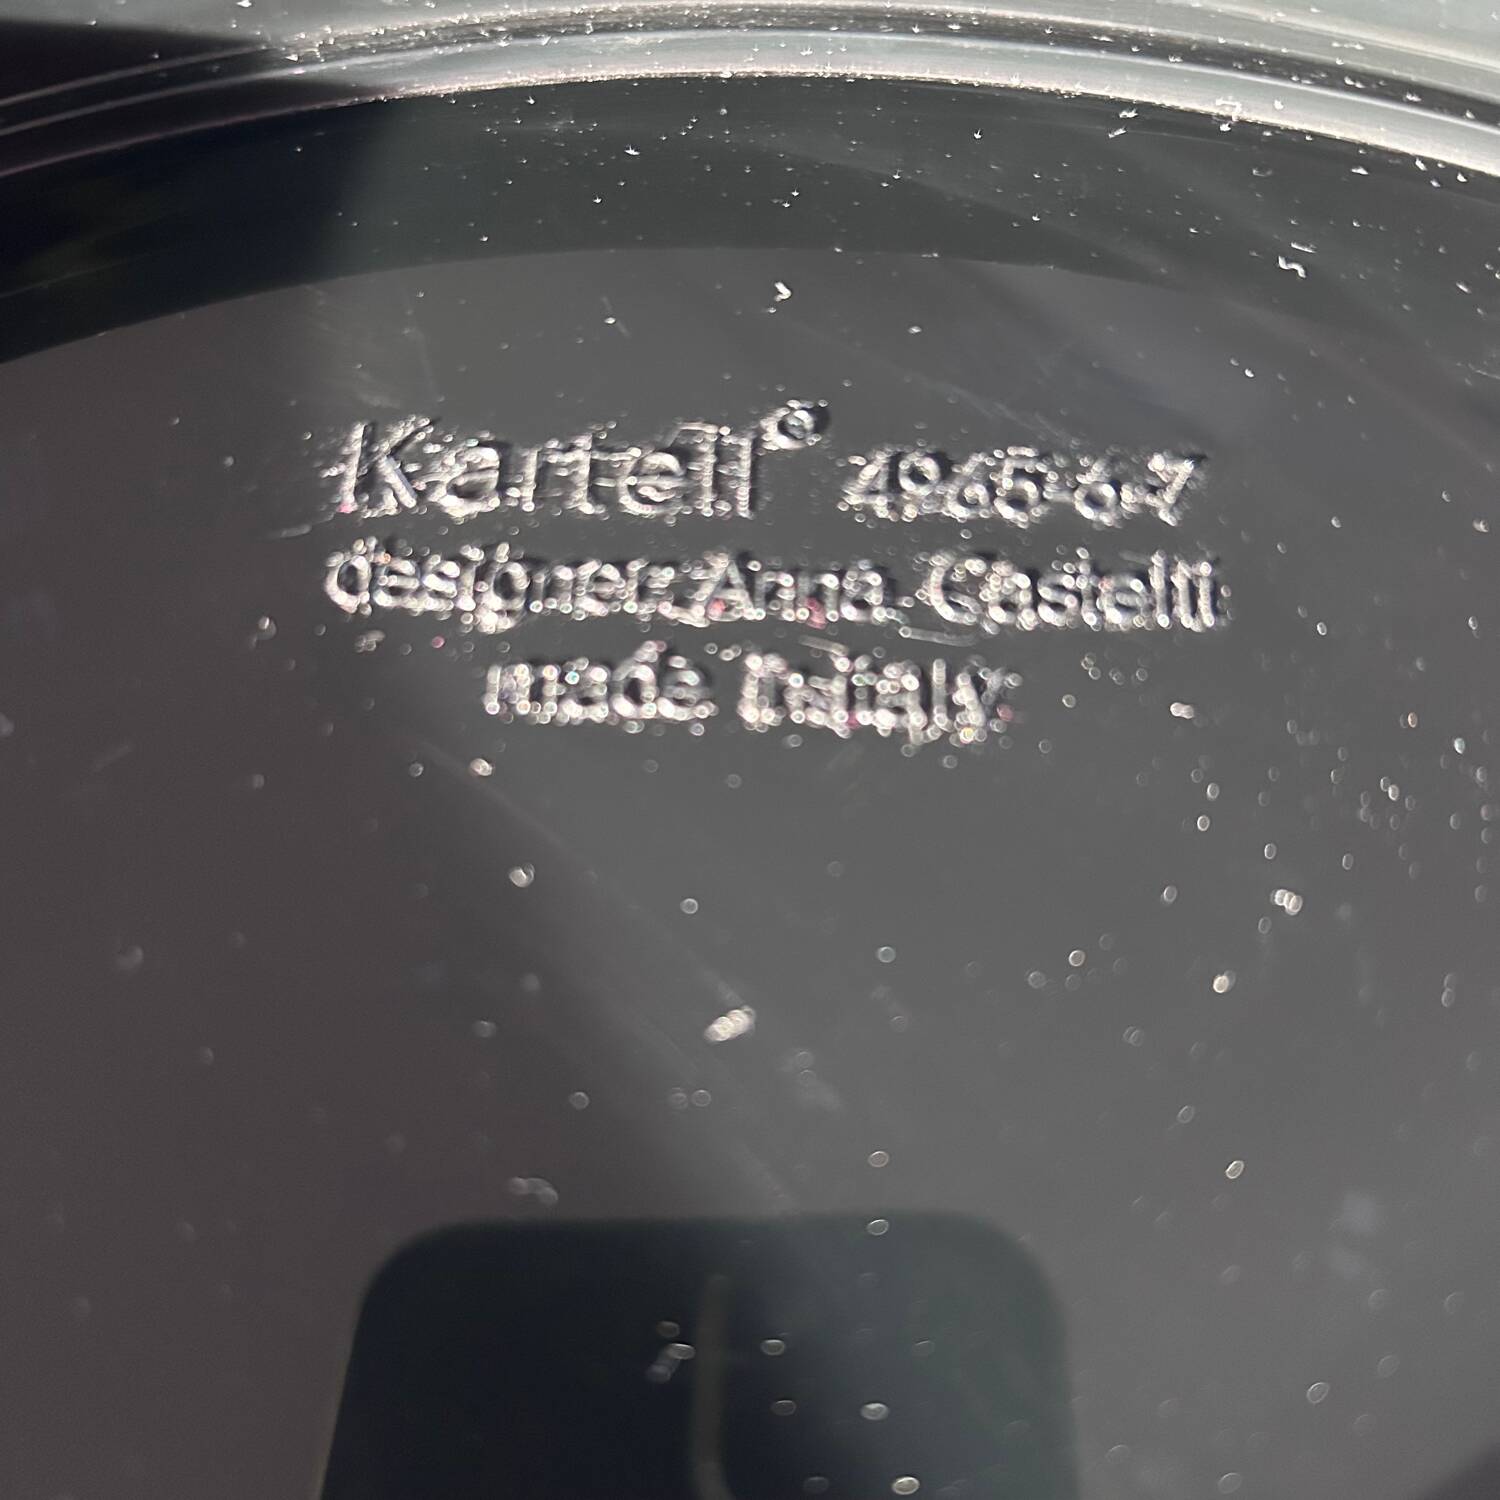 Kartell® 4965-6-7
designer: Anna Castelli
made in Italy